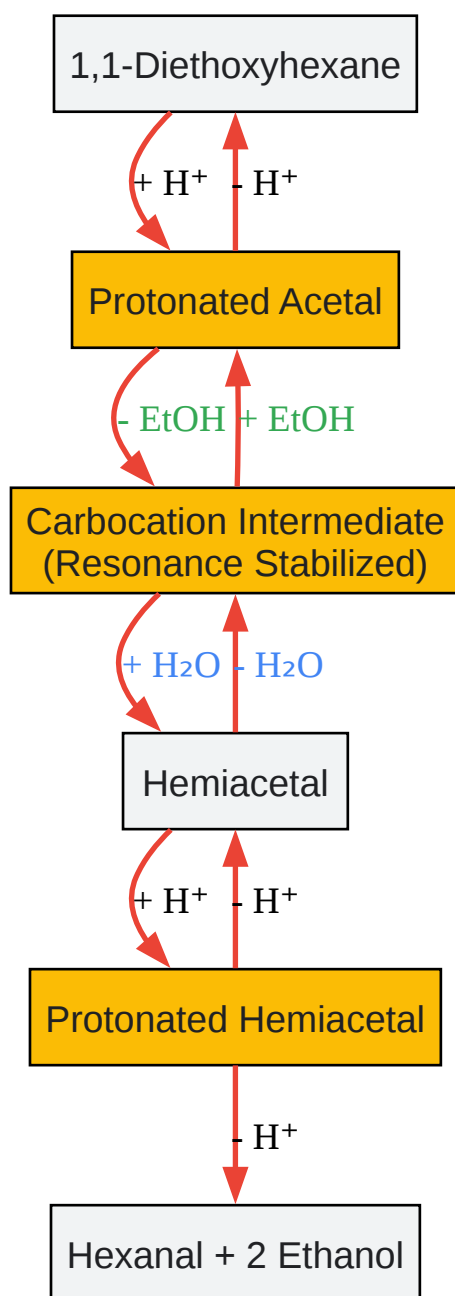 1,1-Diethoxyhexane
+ H⁺ - H⁺
Protonated Acetal
- EtOH + EtOH
Carbocation Intermediate
(Resonance Stabilized)
+ H₂O - H₂O
Hemiacetal
+ H⁺ - H⁺
Protonated Hemiacetal
- H⁺
Hexanal + 2 Ethanol